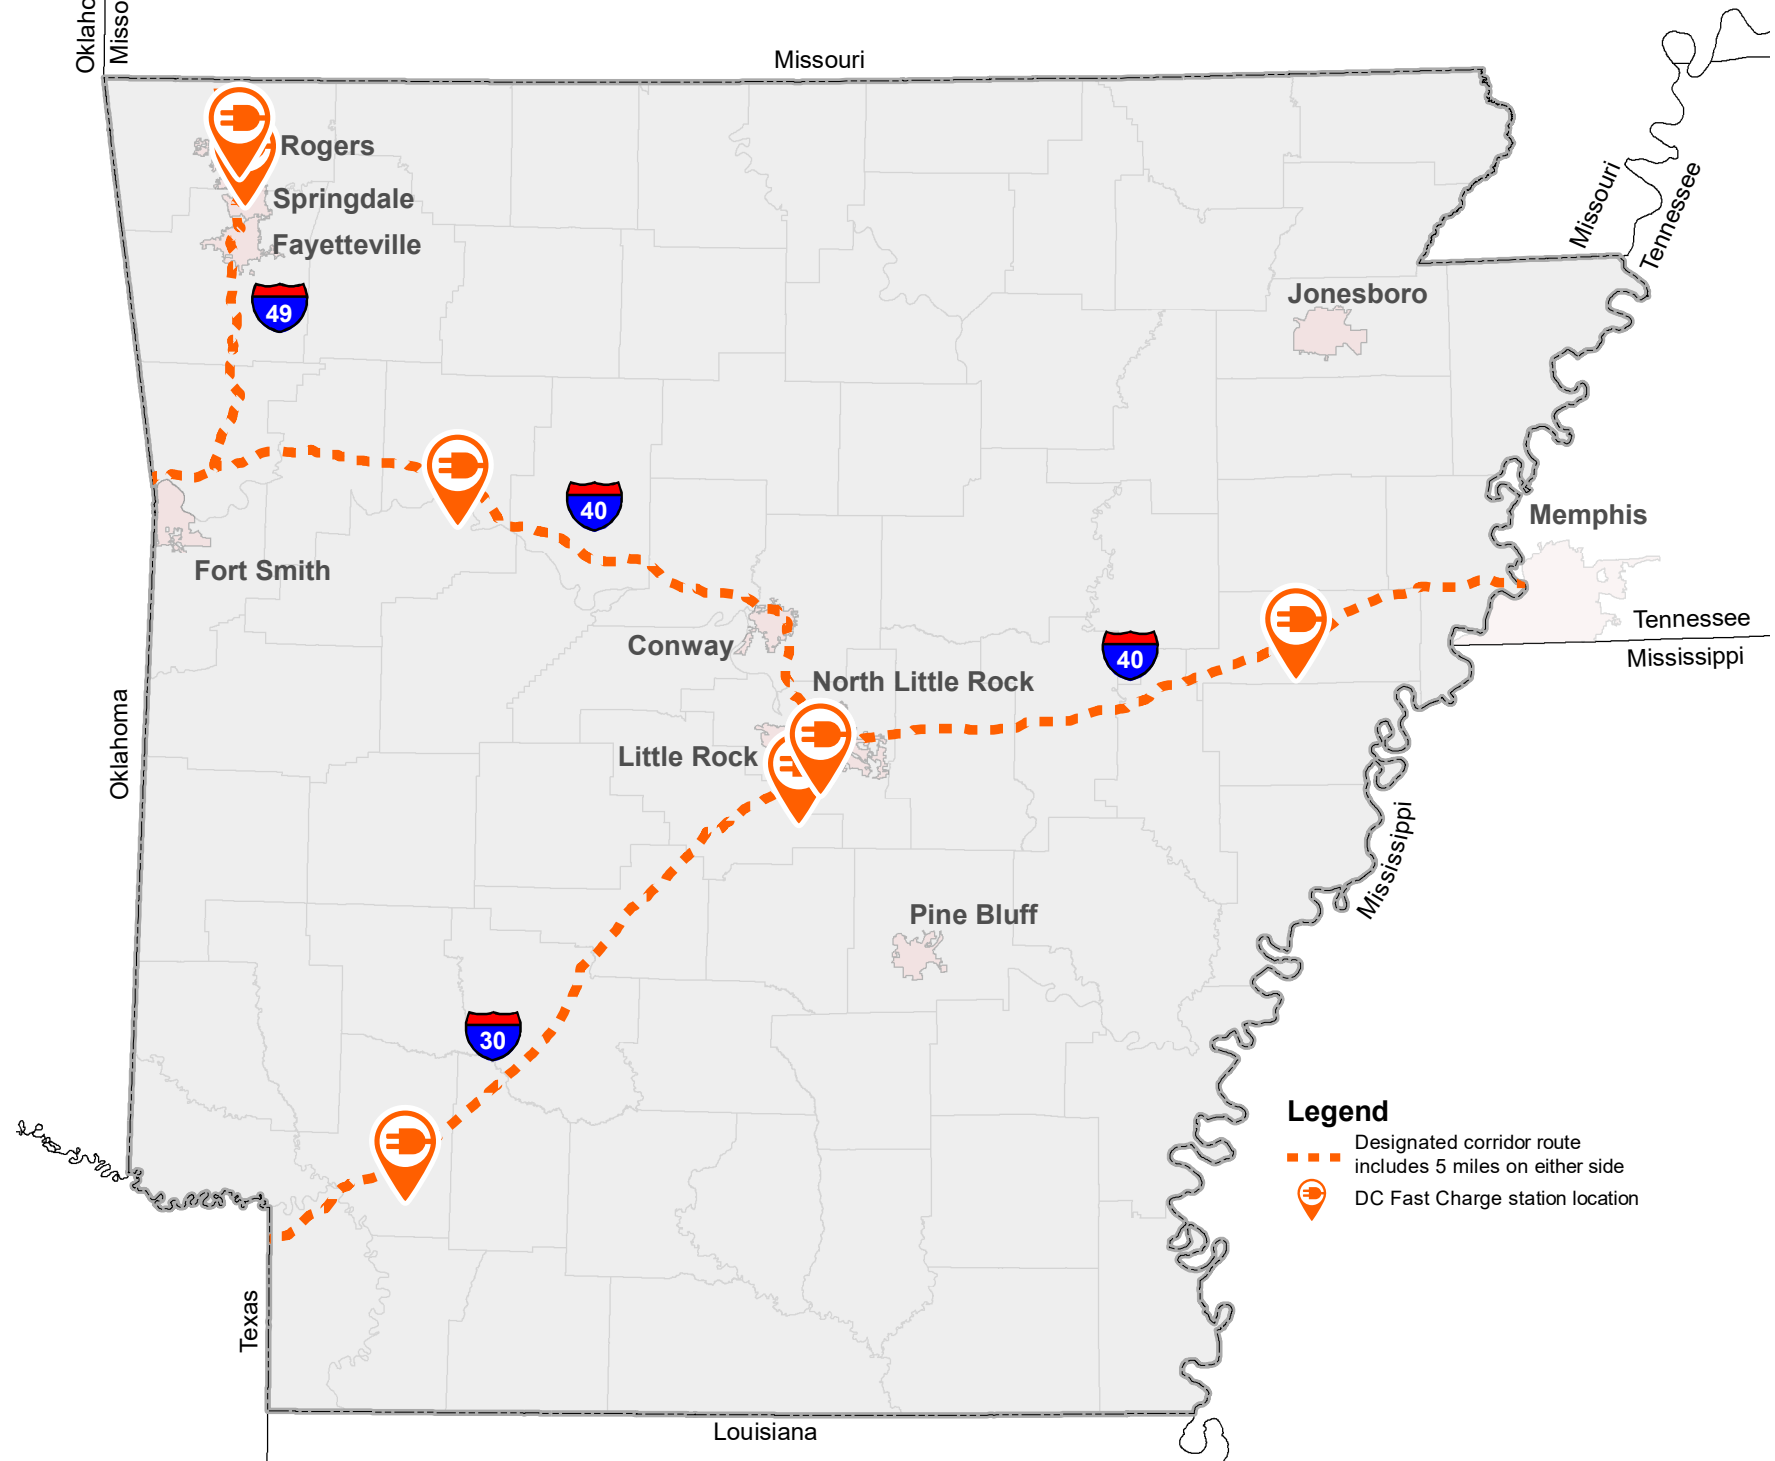 Oklaho
Misso
Missouri
Rogers
Springdale
Fayetteville
49
Missouri
Tennessee
Jonesboro
40
Memphis
Fort Smith
Conway
40
Tennessee
Mississippi
North Little Rock
Little Rock
Oklahoma
Mississippi
Pine Bluff
30
Legend
Designated corridor route
includes 5 miles on either side
DC Fast Charge station location
Texas
Louisiana